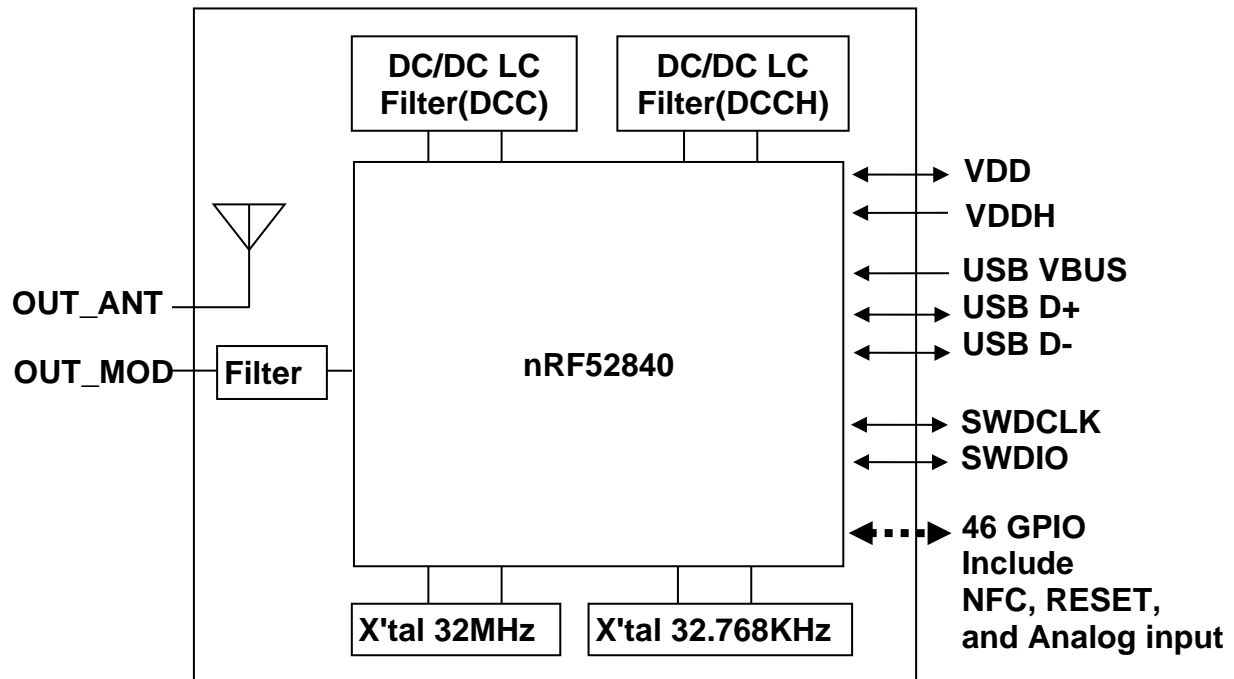 DC/DC LC
Filter(DCC)
DC/DC LC
Filter(DCCH)
OUT_ANT
OUT_MOD
Filter
nRF52840
VDD
VDDH
USB VBUS
USB D+
USB D-
SWDCLK
SWDIO
46 GPIO
Include
NFC, RESET,
and Analog input
X'tal 32MHz
X'tal 32.768KHz